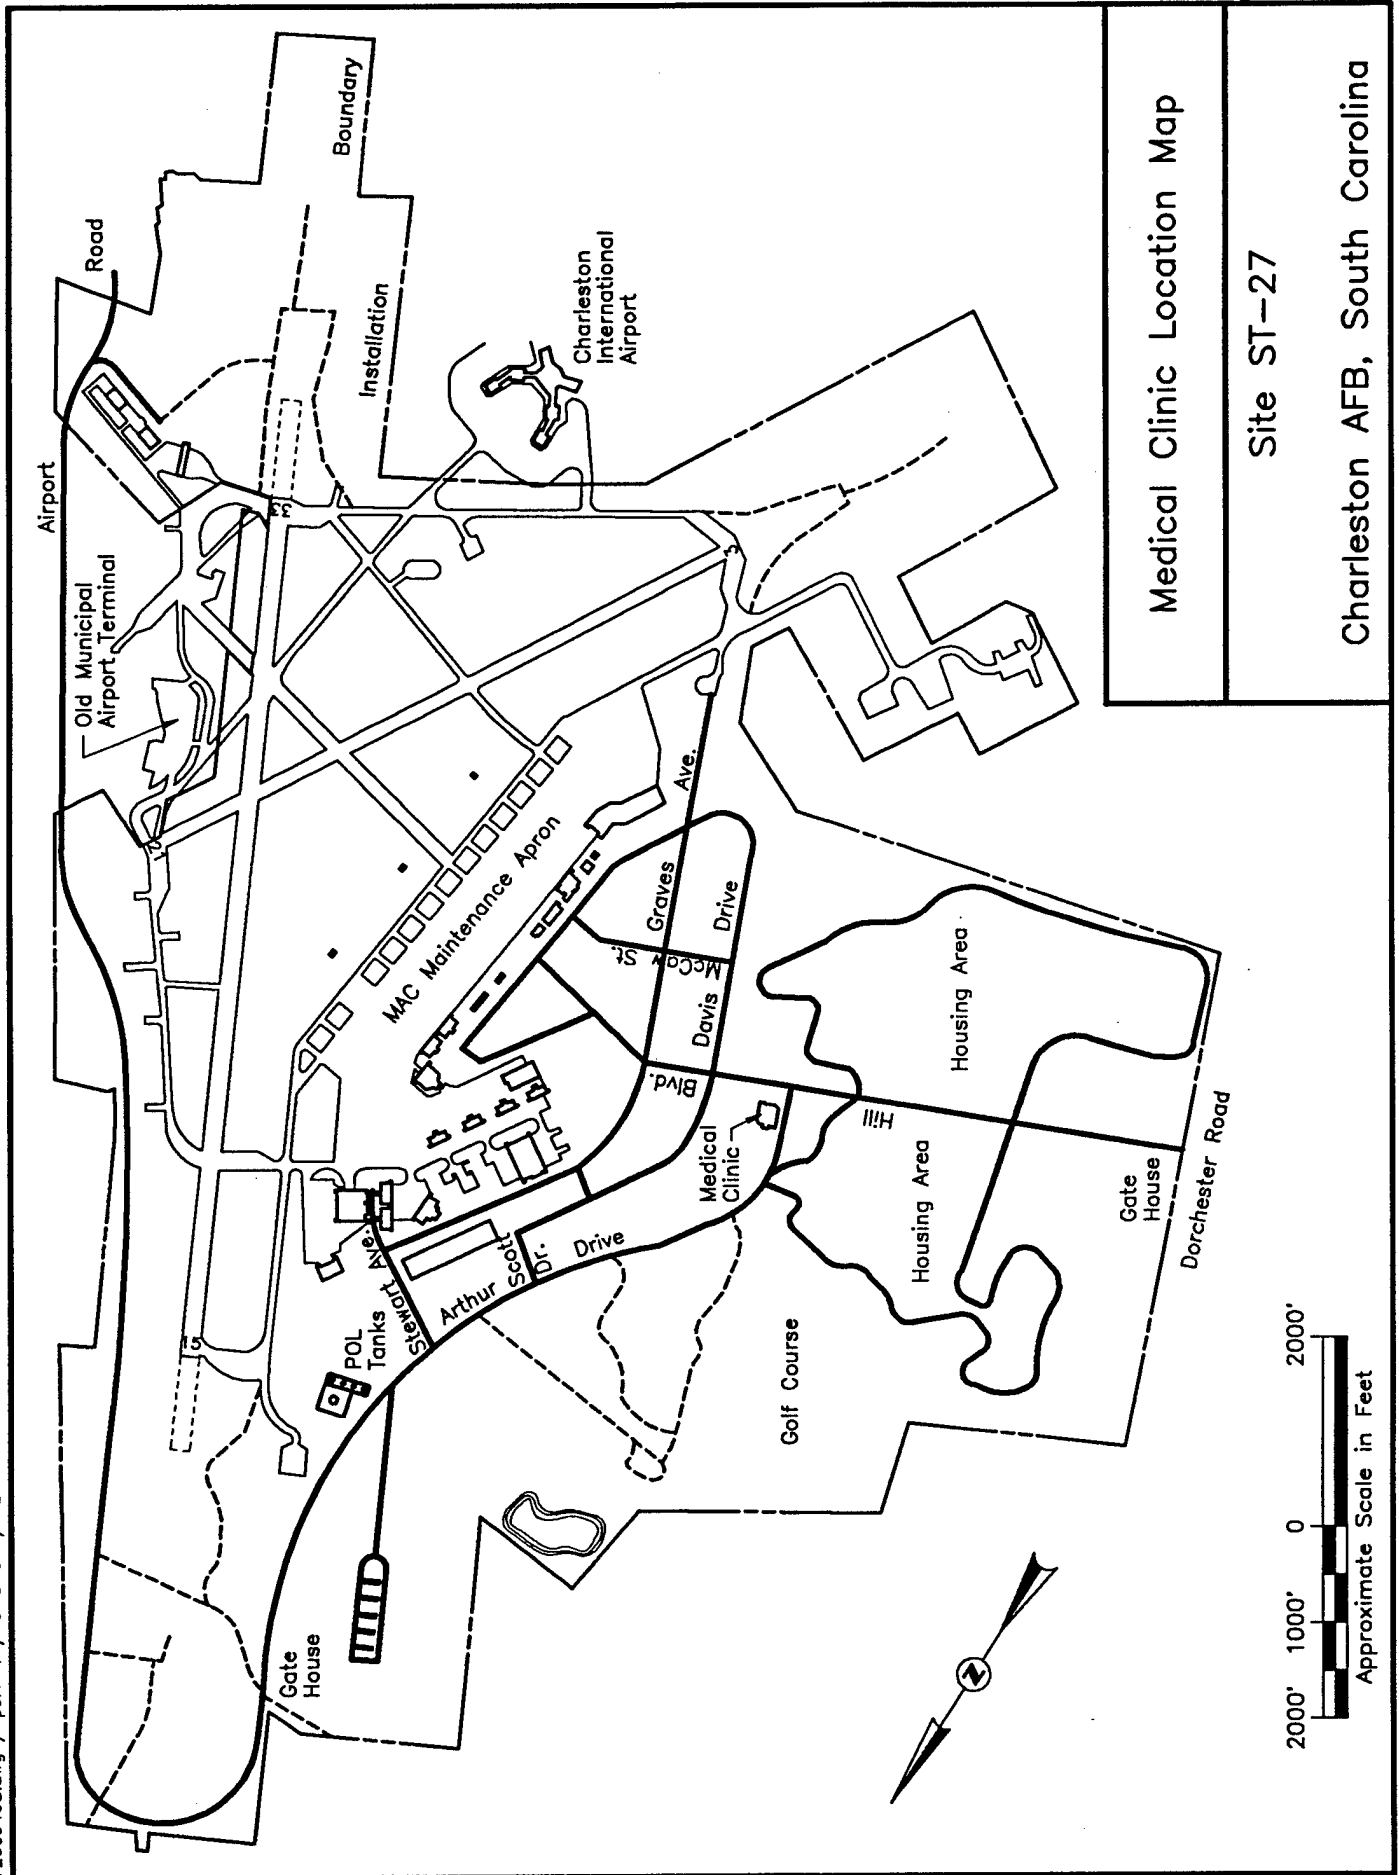 Airport
Road
Boundary
Installation
Old Municipal
Airport Terminal
Charleston
International
Airport
33
21
3
15
MAC Maintenance Apron
Graves
Ave.
McCaw
St.
Davis
Drive
Hill
Blvd.
Medical
Clinic
Housing Area
Housing Area
Gate
House
Dorchester Road
Stewart Ave.
Arthur
Drive
Scott
Dr.
POL
Tanks
Golf Course
Gate
House
N
2000' 1000' 0 2000'
Approximate Scale in Feet
Medical Clinic Location Map
Site ST-27
Charleston AFB, South Carolina